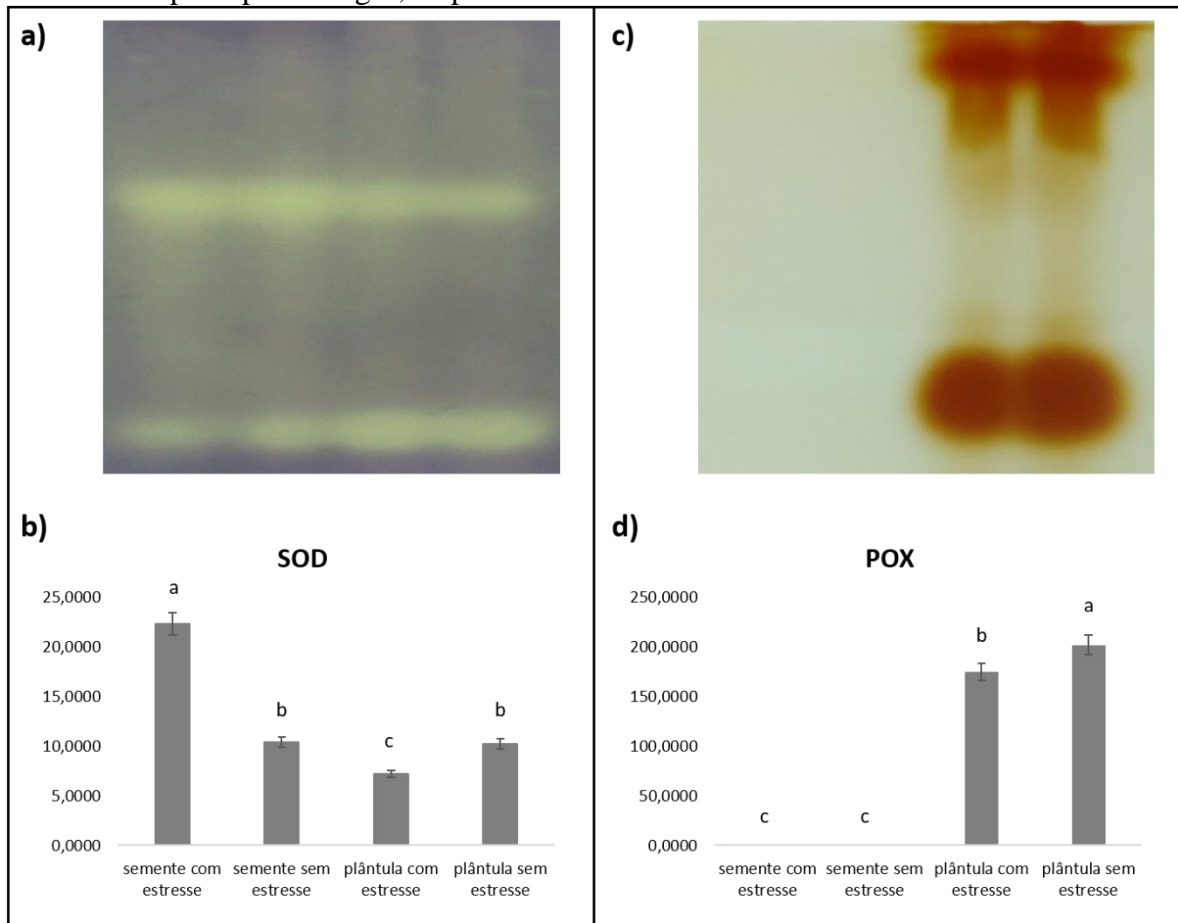 a)
b)
SOD
a
25,0000
20,0000
b
b
15,0000
c
10,0000
5,0000
0,0000
semente com estresse
semente sem estresse
plântula com estresse
plântula sem estresse
c)
d)
POX
250,0000
a
b
200,0000
150,0000
100,0000
50,0000
c
c
0,0000
semente com estresse
semente sem estresse
plântula com estresse
plântula sem estresse